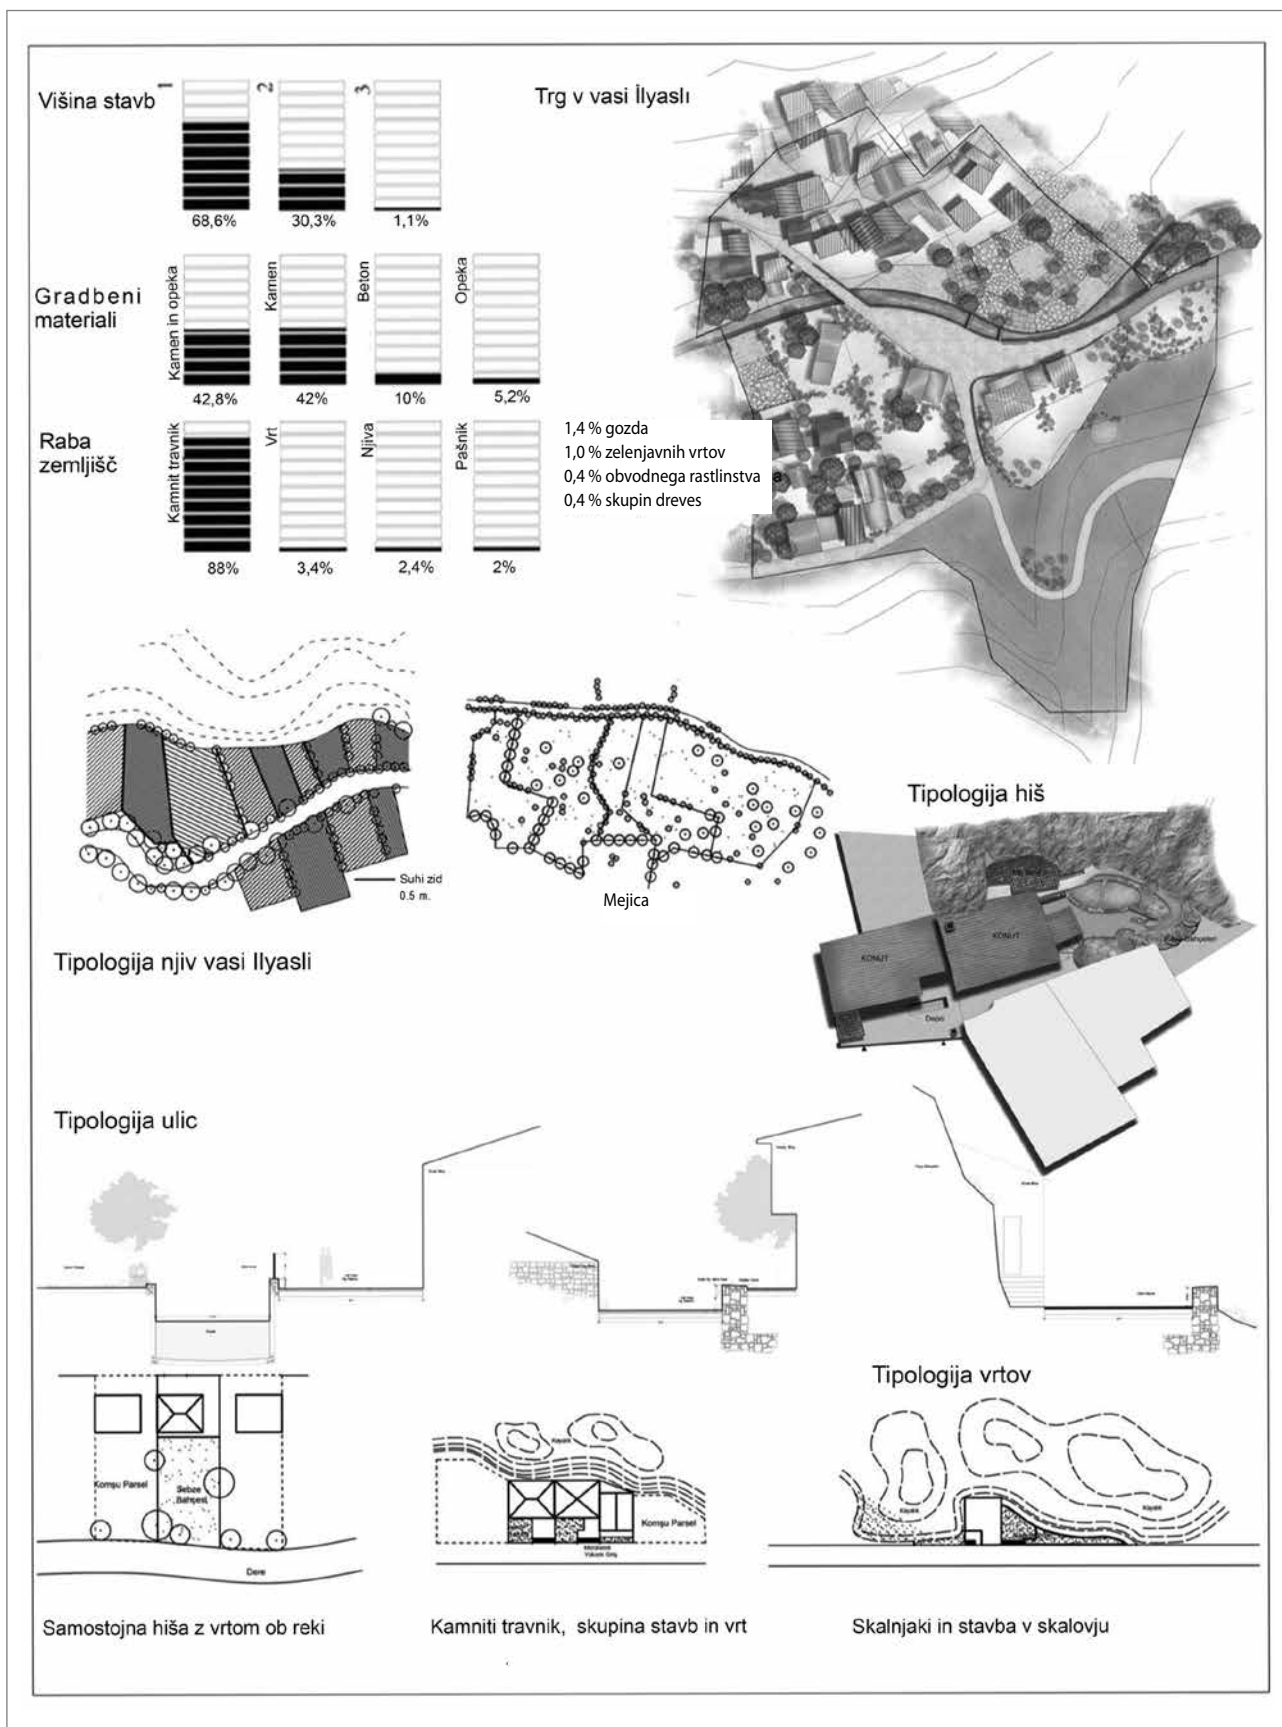 Višina stavb
1
2
3
68,6%
30,3%
1,1%
Trg v vasi İlyaslı
Gradbeni
materiali
Kamen in opeka
Kamen
Beton
Opeka
42,8%
42%
10%
5,2%
Raba
zemljišč
Kamnit travnik
Vrt
Njiva
Pašnik
88%
3,4%
2,4%
2%
1,4 % gozda
1,0 % zelenjavnih vrtov
0,4 % obvodnega rastlinstva
0,4 % skupin dreves
Suhi zid
0.5 m.
Mejica
Tipologija njiv vasi Ilyasli
Tipologija hiš
KONUT
KONUT
Depo
Tipologija ulic
Tipologija vrtov
Komşu Parsel
Sebze
Bahçesi
Dere
Kayalık
Komşu Parsel
Kayalık
Kayalık
Samostojna hiša z vrtom ob reki
Kamniti travnik, skupina stavb in vrt
Skalnjaki in stavba v skalovju